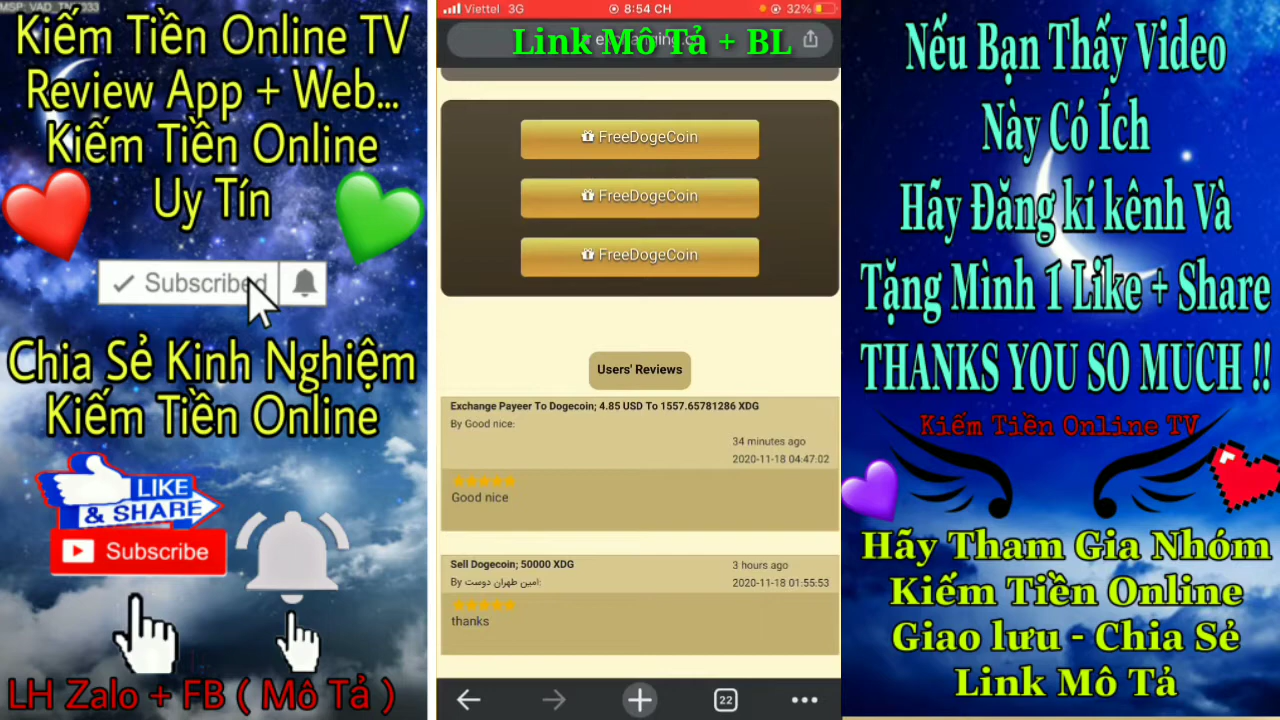 Kiếm Tiền Online TV
Review App + Web...
Kiếm Tiền Online
Uy Tín
Subscribed
Chia Sẻ Kinh Nghiệm
Kiếm Tiền Online
LIKE
& SHARE
Subscribe
LH Zalo + FB ( Mô Tả )
Viettel 3G
8:54 CH
32%
Link Mô Tả + BL
FreeDogeCoin
FreeDogeCoin
FreeDogeCoin
Users' Reviews
Exchange Payeer To Dogecoin; 4.85 USD To 1557.65781286 XDG
By Good nice:
34 minutes ago
2020-11-18 04:47:02
Good nice
Sell Dogecoin; 50000 XDG
3 hours ago
By امین طهران دوست:
2020-11-18 01:55:53
thanks
22
Nếu Bạn Thấy Video
Này Có Ích
Hãy Đăng kí kênh Và
Tặng Mình 1 Like + Share
THANKS YOU SO MUCH !!
Kiếm Tiền Online TV
Hãy Tham Gia Nhóm
Kiếm Tiền Online
Giao lưu - Chia Sẻ
Link Mô Tả